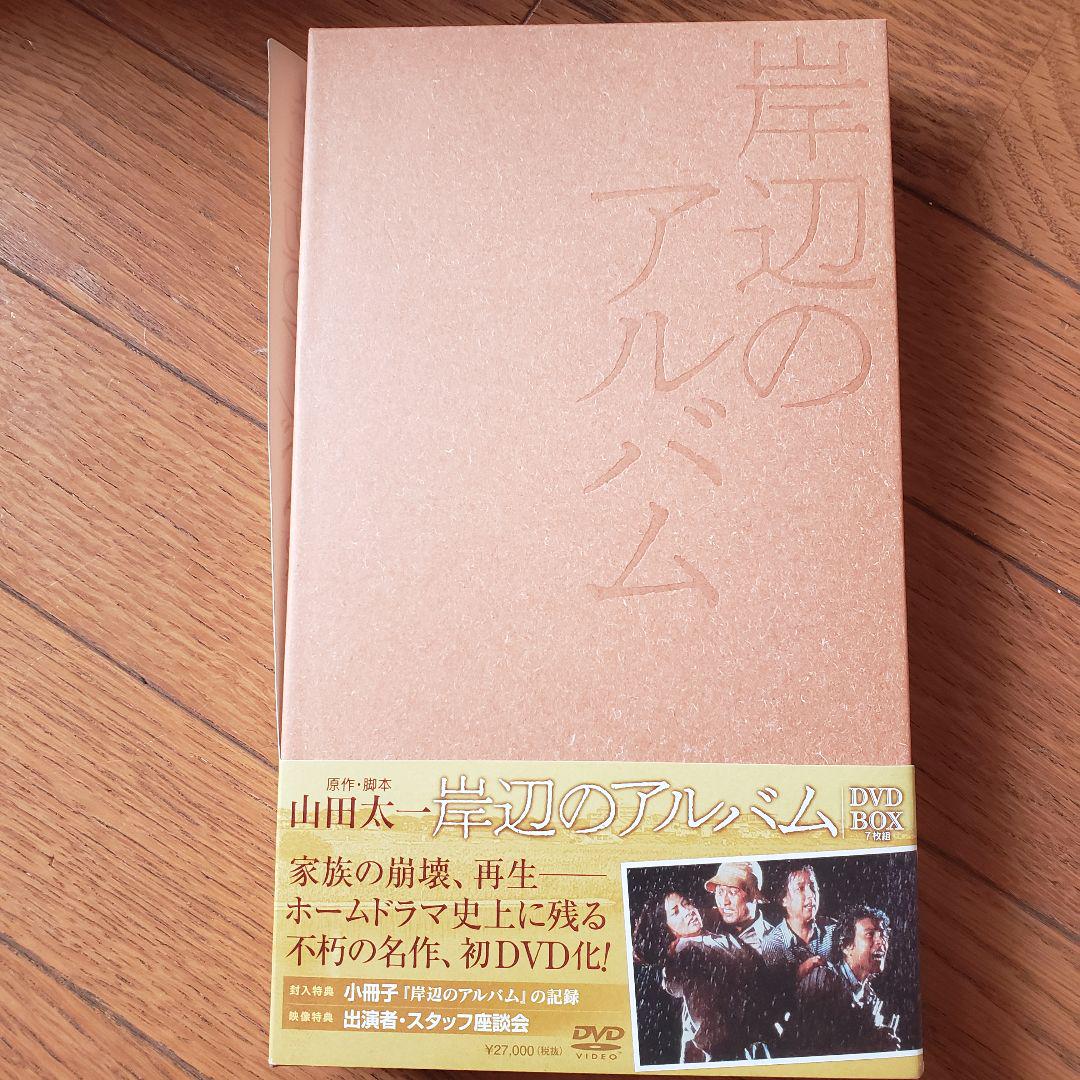 岸辺の
アルバム
原作・脚本
山田太一
岸辺のアルバム
DVD
BOX
7枚組
家族の崩壊、再生――
ホームドラマ史上に残る
不朽の名作、初DVD化!
封入特典 小冊子『岸辺のアルバム』の記録
映像特典 出演者・スタッフ座談会
¥27,000(税抜)
DVD
VIDEO